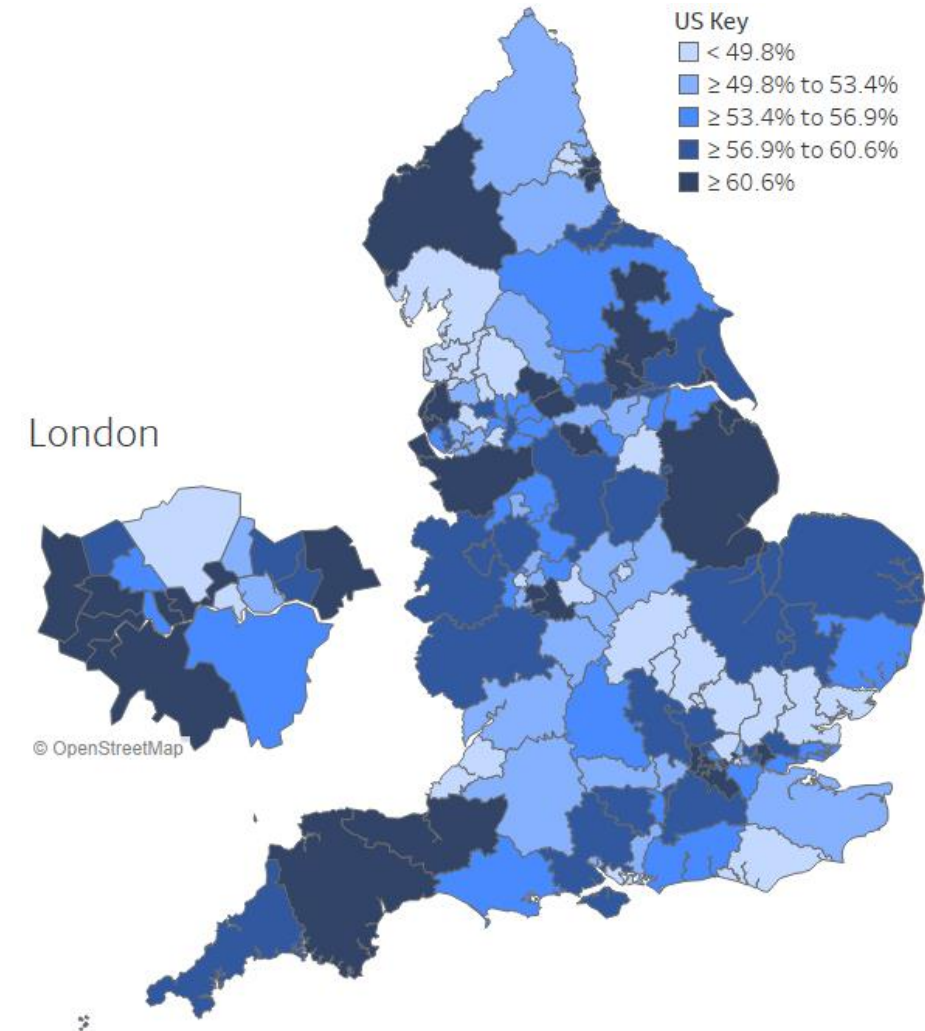 US Key
< 49.8%
≥ 49.8% to 53.4%
≥ 53.4% to 56.9%
≥ 56.9% to 60.6%
≥ 60.6%
London
© OpenStreetMap